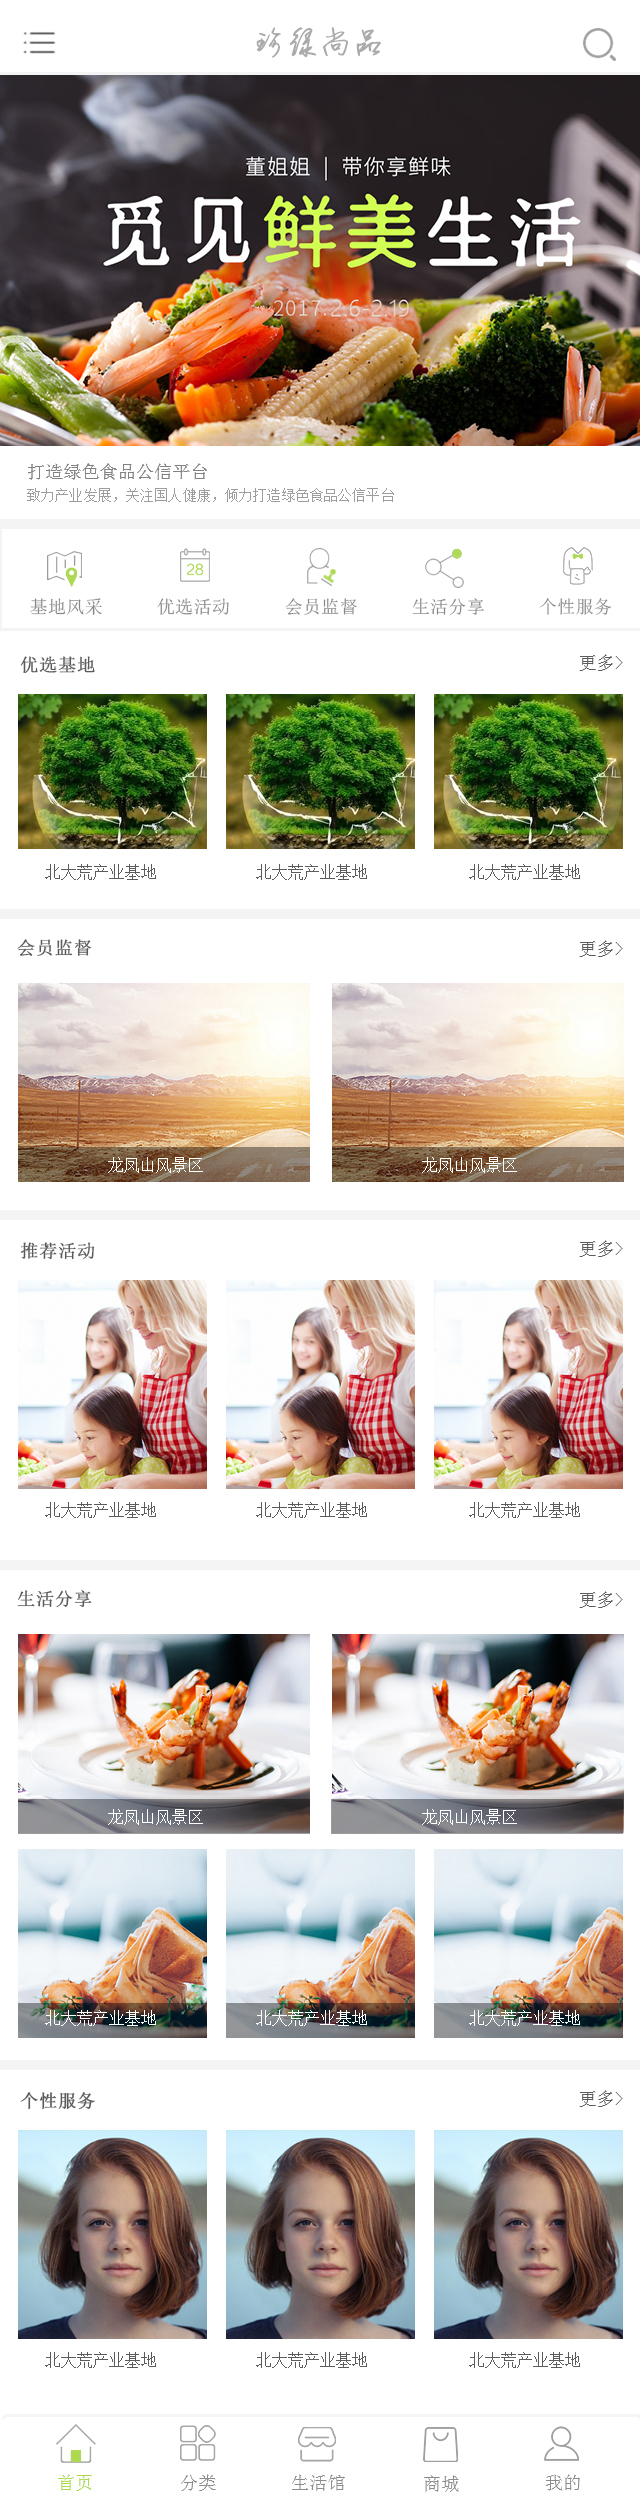 珍绿尚品
董姐姐 | 带你享鲜味
觅见鲜美生活
2017.2.6-2.19
打造绿色食品公信平台
致力产业发展，关注国人健康，倾力打造绿色食品公信平台
28
基地风采 优选活动 会员监督 生活分享 个性服务
优选基地 更多>
北大荒产业基地 北大荒产业基地 北大荒产业基地
会员监督 更多>
龙凤山风景区 龙凤山风景区
推荐活动 更多>
北大荒产业基地 北大荒产业基地 北大荒产业基地
生活分享 更多>
龙凤山风景区 龙凤山风景区
北大荒产业基地 北大荒产业基地 北大荒产业基地
个性服务 更多>
北大荒产业基地 北大荒产业基地 北大荒产业基地
首页 分类 生活馆 商城 我的